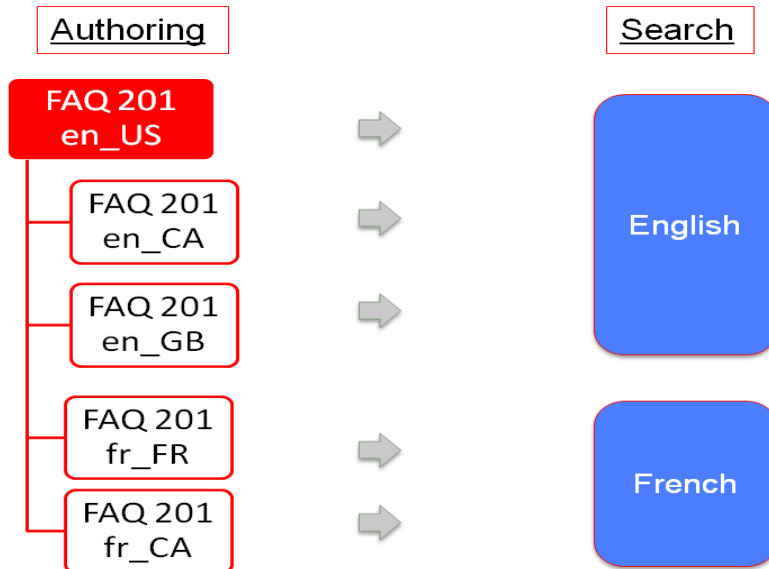 Authoring
Search
FAQ 201
en_US
FAQ 201
en_CA
FAQ 201
en_GB
English
FAQ 201
fr_FR
FAQ 201
fr_CA
French